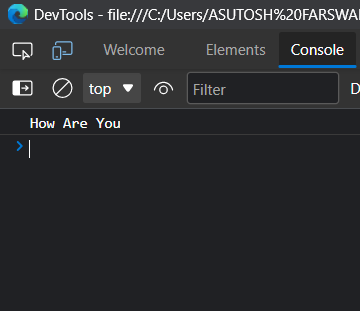 DevTools - file:///C:/Users/ASUTOSH%20FARSWA
Welcome Elements Console
top Filter D
How Are You